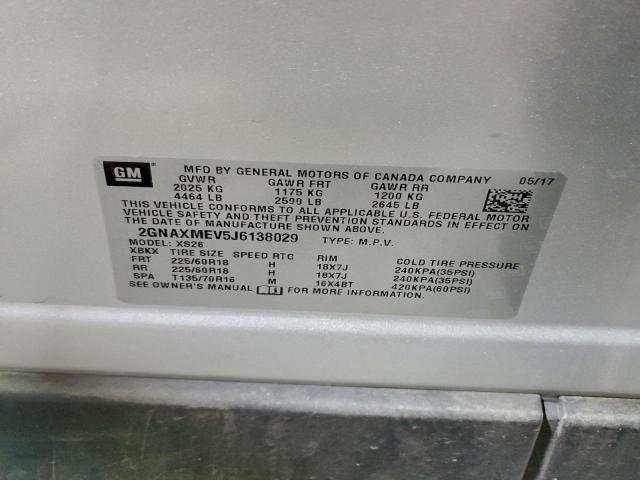 GM
MFD BY GENERAL MOTORS OF CANADA COMPANY 05/17
GVWR GAWR FRT GAWR RR
2025 KG 1175 KG 1200 KG
4464 LB 2590 LB 2645 LB
THIS VEHICLE CONFORMS TO ALL APPLICABLE U.S. FEDERAL MOTOR
VEHICLE SAFETY AND THEFT PREVENTION STANDARDS IN EFFECT ON
THE DATE OF MANUFACTURE SHOWN ABOVE.
2GNAXMEV5J6138029 TYPE: M.P.V.
MODEL: XS26
XBKX TIRE SIZE SPEED RTG RIM COLD TIRE PRESSURE
FRT 225/60R18 H 18X7J 240KPA(35PSI)
RR 225/60R18 H 18X7J 240KPA(35PSI)
SPA T135/70R16 M 16X4BT 420KPA(60PSI)
SEE OWNER'S MANUAL FOR MORE INFORMATION.